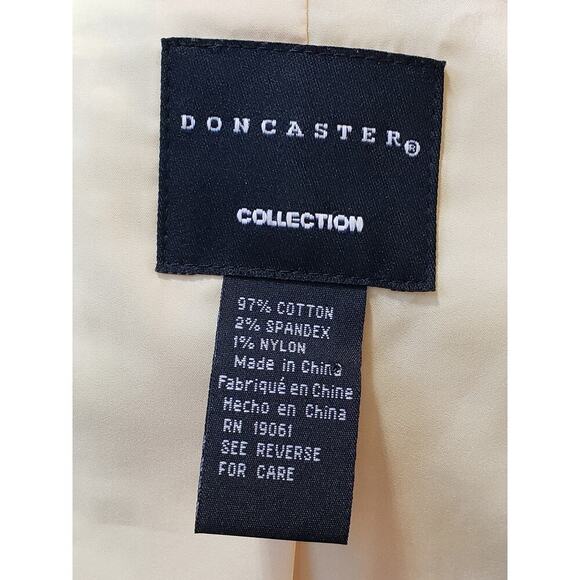 DONCASTER®
COLLECTION
97% COTTON
2% SPANDEX
1% NYLON
Made in China
Fabriqué en Chine
Hecho en China
RN 19061
SEE REVERSE
FOR CARE